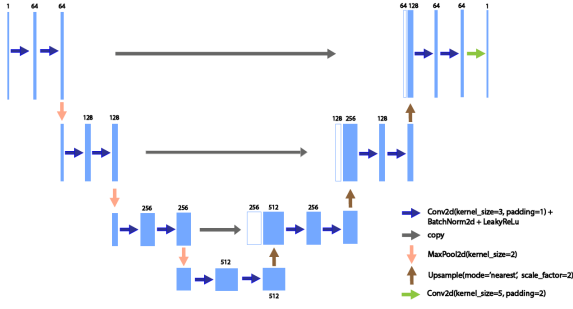 1 64 64
64 128 64 64 1
128 128
128 256 128
256 256
256 512 256
512
512
Conv2d(kernel_size=3, padding=1) +
BatchNorm2d + LeakyReLu
copy
MaxPool2d(kernel_size=2)
Upsample(mode='nearest', scale_factor=2)
Conv2d(kernel_size=5, padding=2)